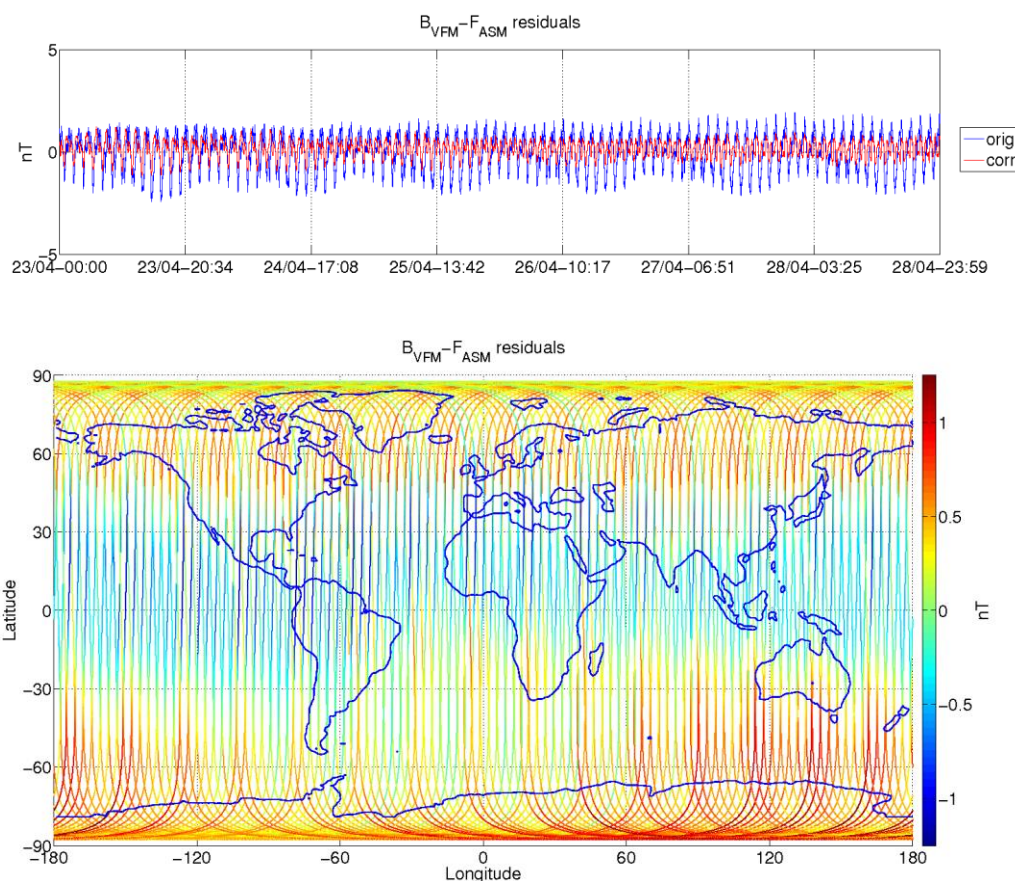 B_VFM−F_ASM residuals
5
nT
0
−5
23/04−00:00 23/04−20:34 24/04−17:08 25/04−13:42 26/04−10:17 27/04−06:51 28/04−03:25 28/04−23:59
orig
corr
B_VFM−F_ASM residuals
90
60
30
Latitude
0
−30
−60
−90
−180 −120 −60 0 60 120 180
Longitude
1
0.5
0
nT
−0.5
−1